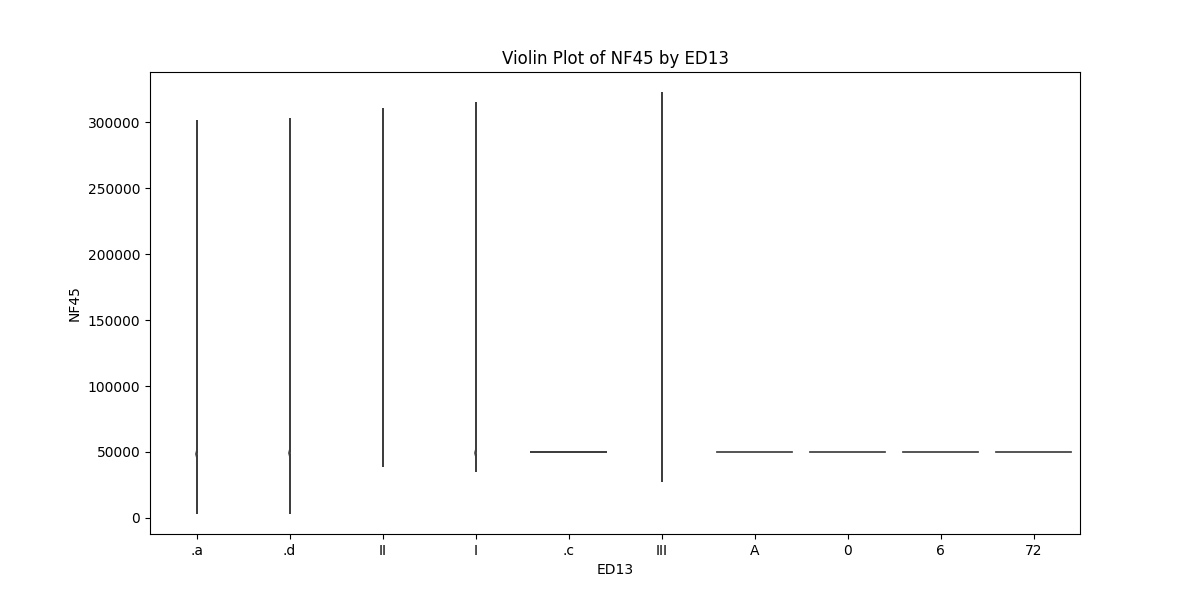 Violin Plot of NF45 by ED13
300000
250000
200000
150000
100000
50000
0
NF45
.a .d II I .c III A 0 6 72
ED13